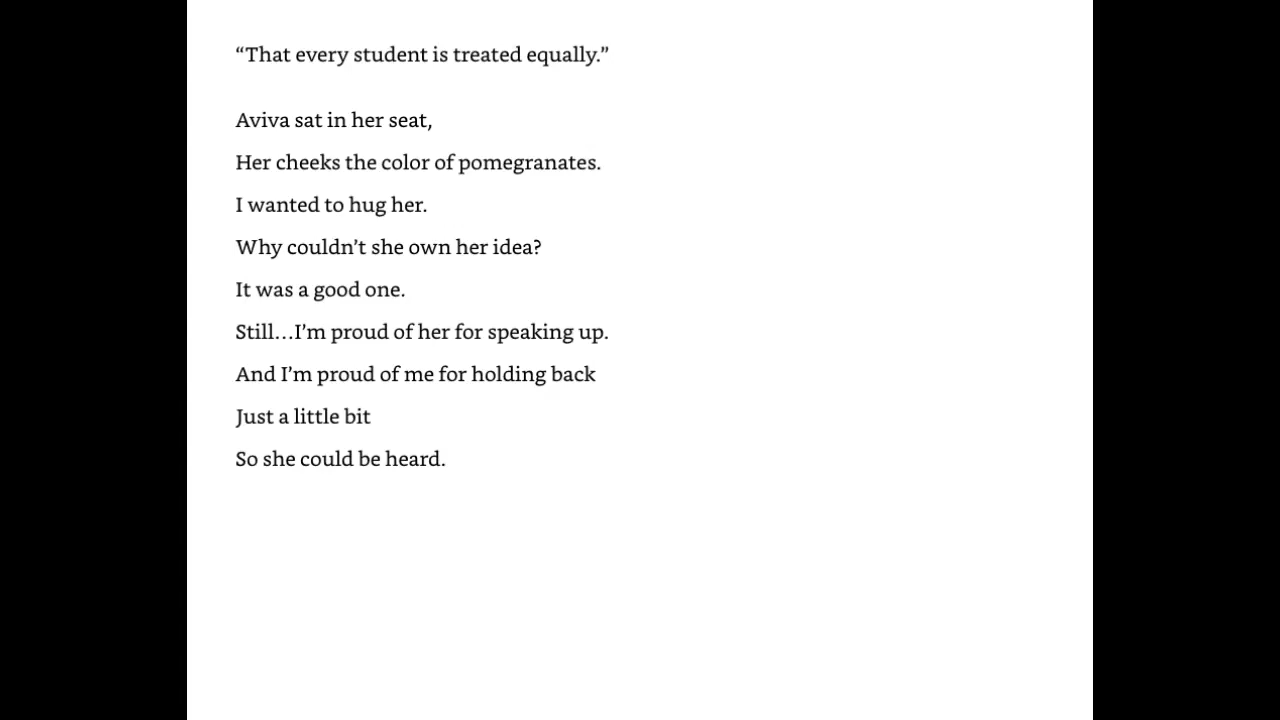 “That every student is treated equally.”
Aviva sat in her seat,
Her cheeks the color of pomegranates.
I wanted to hug her.
Why couldn’t she own her idea?
It was a good one.
Still…I’m proud of her for speaking up.
And I’m proud of me for holding back
Just a little bit
So she could be heard.